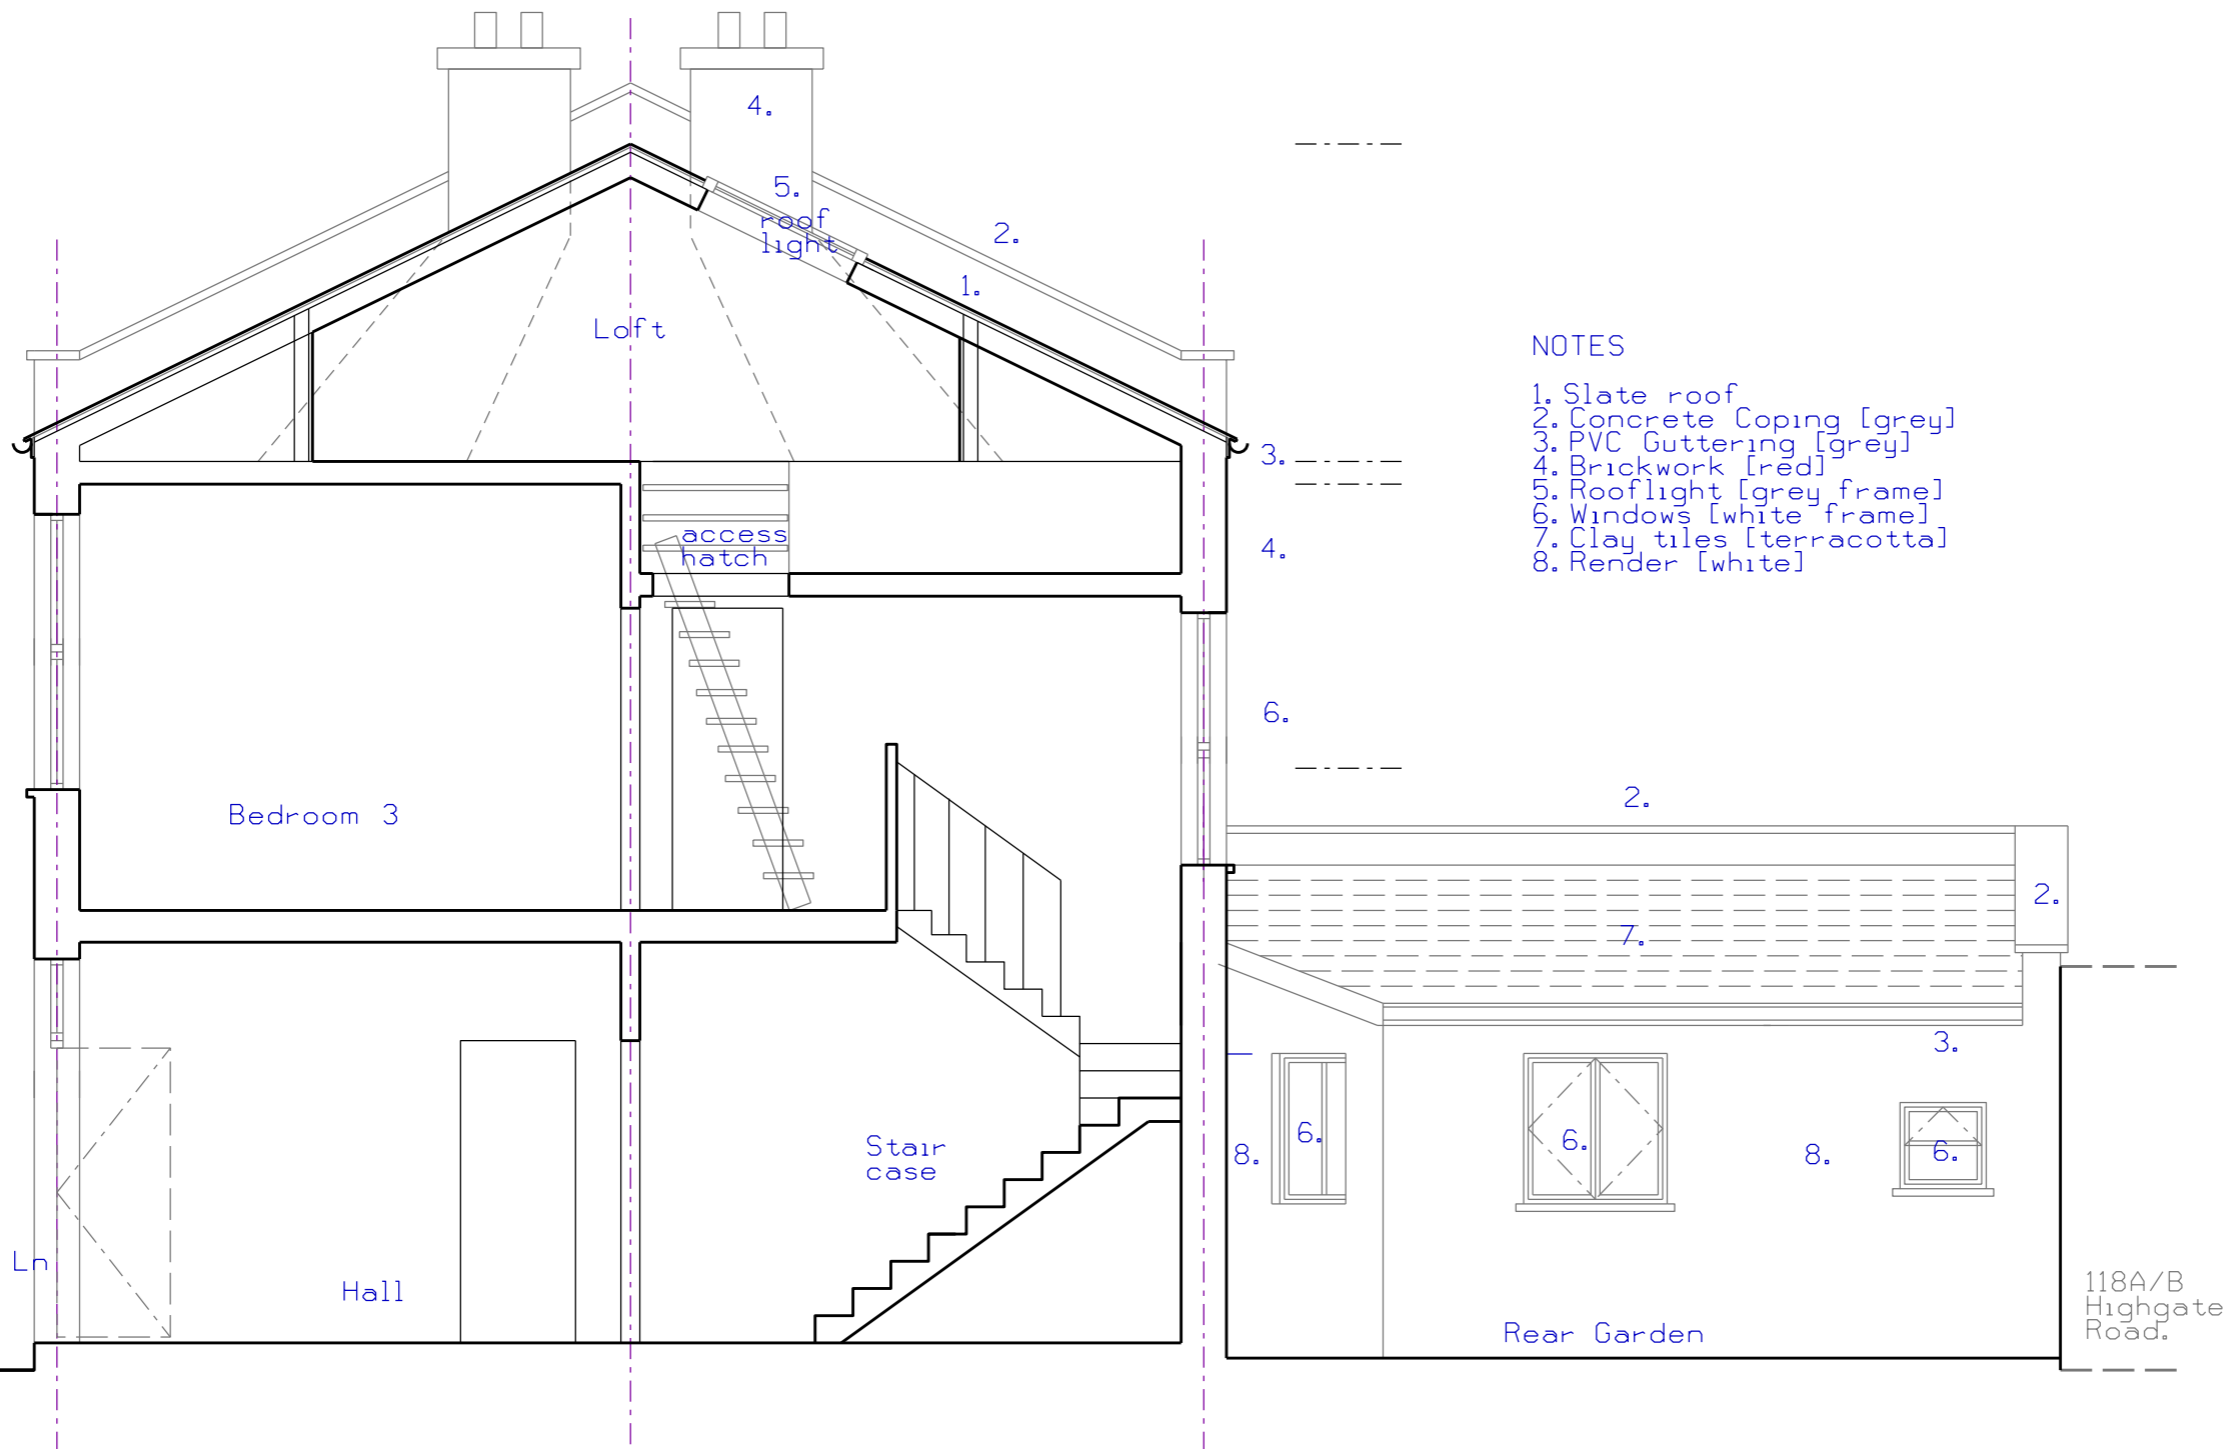 4.
5.
roof
light
2.
1.
Loft
NOTES
1. Slate roof
2. Concrete Coping [grey]
3. PVC Guttering [grey]
4. Brickwork [red]
5. Rooflight [grey frame]
6. Windows [white frame]
7. Clay tiles [terracotta]
8. Render [white]
3.
access
hatch
4.
6.
Bedroom 3
2.
2.
7.
3.
Stair
case
8.
6.
6.
8.
6.
Ln
Hall
Rear Garden
118A/B
Highgate
Road.